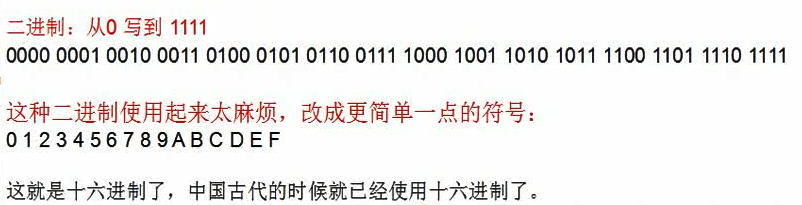 二进制：从0 写到 1111
0000 0001 0010 0011 0100 0101 0110 0111 1000 1001 1010 1011 1100 1101 1110 1111
这种二进制使用起来太麻烦，改成更简单一点的符号：
0 1 2 3 4 5 6 7 8 9 A B C D E F
这就是十六进制了，中国古代的时候就已经使用十六进制了。